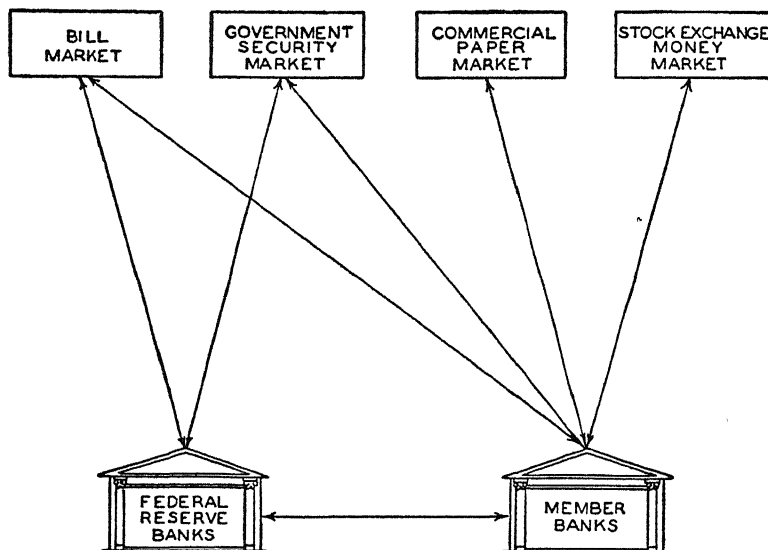 BILL
MARKET
GOVERNMENT
SECURITY
MARKET
COMMERCIAL
PAPER
MARKET
STOCK EXCHANGE
MONEY
MARKET
FEDERAL
RESERVE
BANKS
MEMBER
BANKS